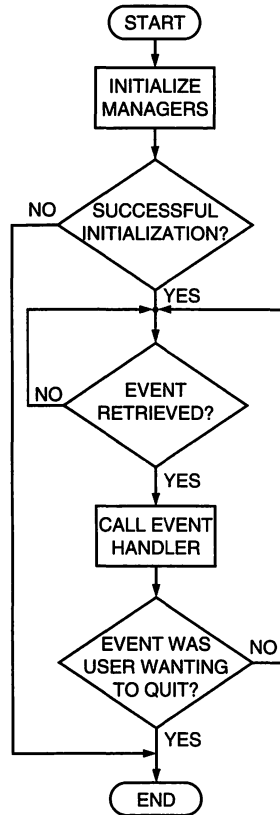 START
INITIALIZE
MANAGERS
NO
SUCCESSFUL
INITIALIZATION?
YES
NO
EVENT
RETRIEVED?
YES
CALL EVENT
HANDLER
EVENT WAS
USER WANTING
TO QUIT?
NO
YES
END